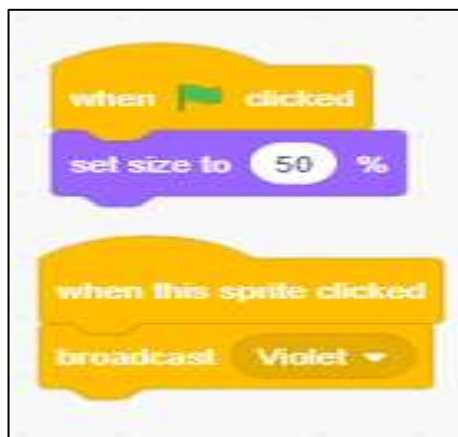 when clicked
set size to 50 %
when this sprite clicked
broadcast Violet